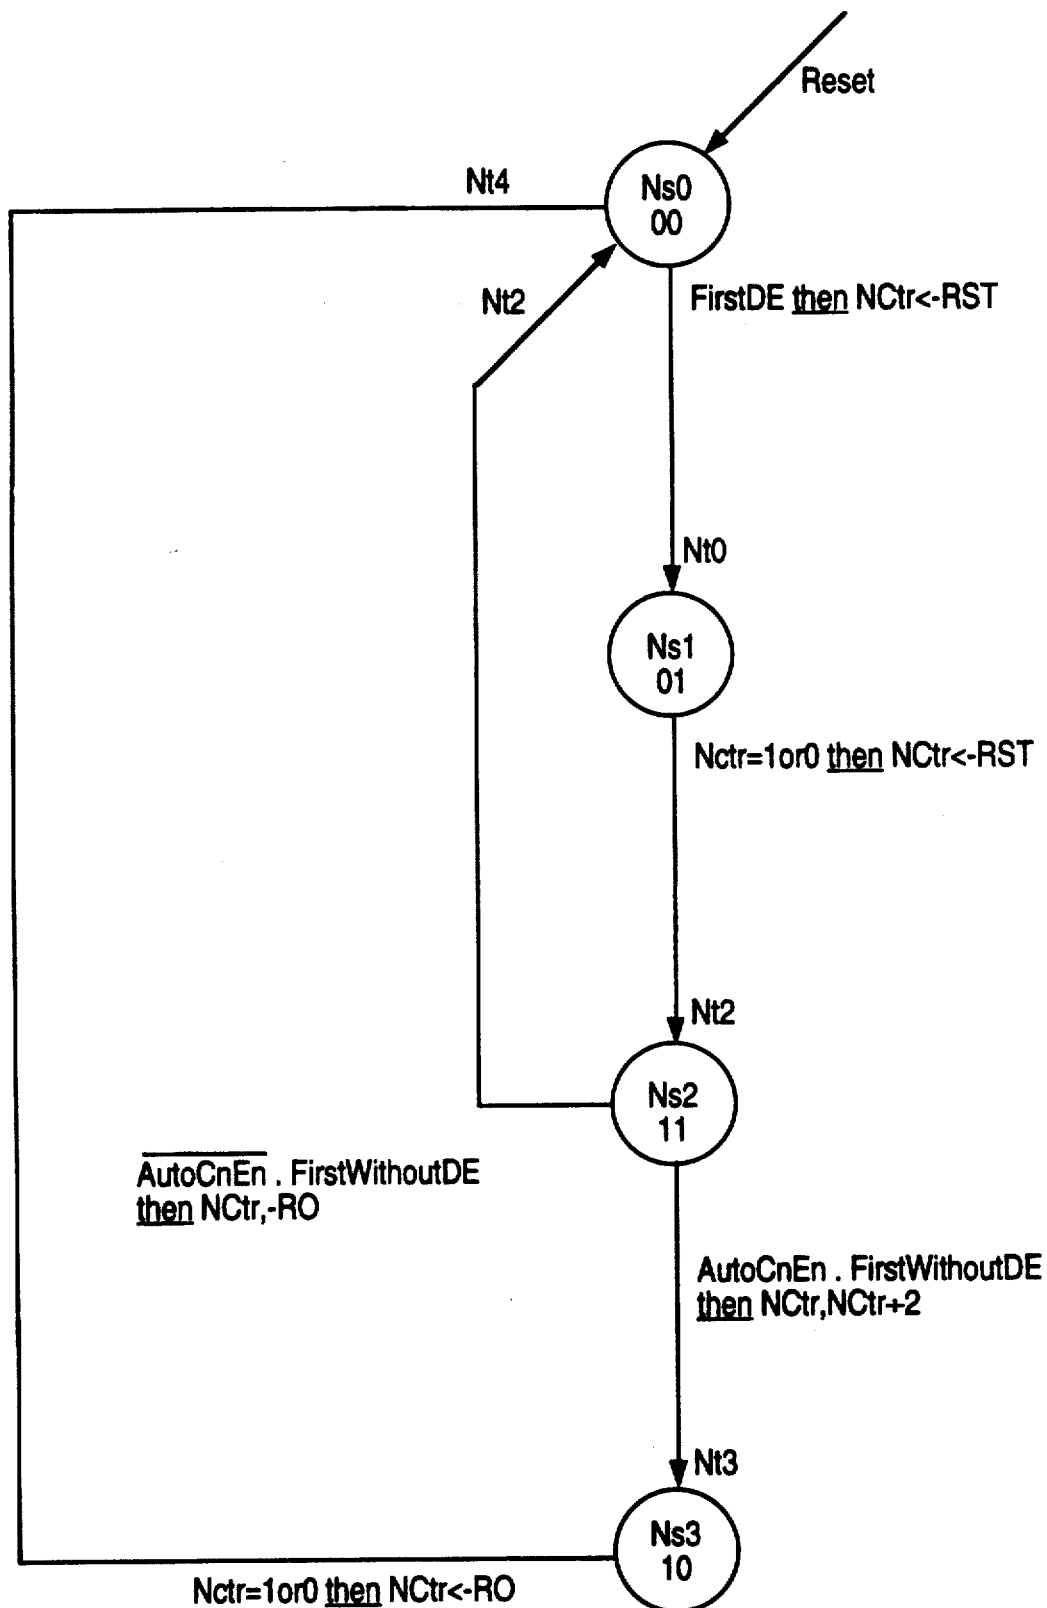 Reset
Nt4
Ns0
00
Nt2
FirstDE then NCtr<-RST
Nt0
Ns1
01
Nctr=1or0 then NCtr<-RST
Nt2
Ns2
11
AutoCnEn . FirstWithoutDE
then NCtr,-RO
AutoCnEn . FirstWithoutDE
then NCtr,NCtr+2
Nt3
Ns3
10
Nctr=1or0 then NCtr<-RO